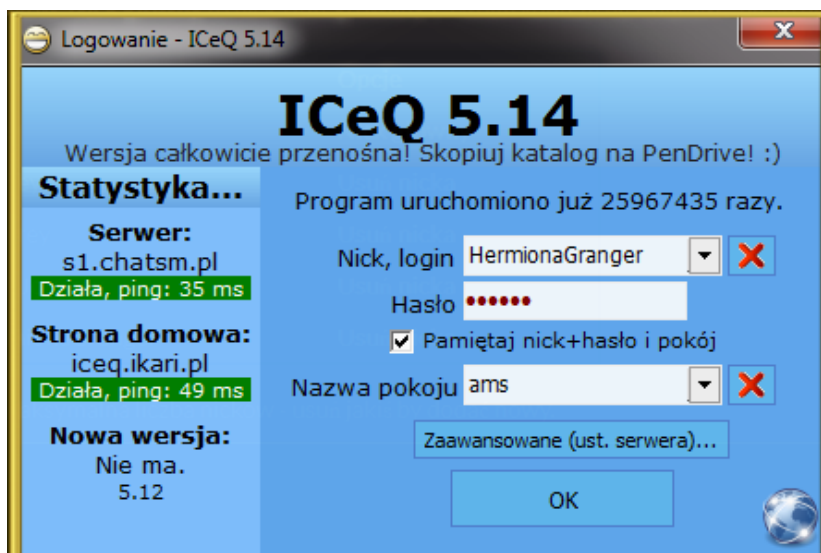 Logowanie - ICeQ 5.14
x
ICeQ 5.14
Wersja całkowicie przenośna! Skopiuj katalog na PenDrive! :)
Statystyka...
Serwer:
s1.chatsm.pl
Działa, ping: 35 ms
Strona domowa:
iceq.ikari.pl
Działa, ping: 49 ms
Nowa wersja:
Nie ma.
5.12
Program uruchomiono już 25967435 razy.
Nick, login HermionaGranger
Hasło ••••••
Pamiętaj nick+hasło i pokój
Nazwa pokoju ams
Zaawansowane (ust. serwera)...
OK